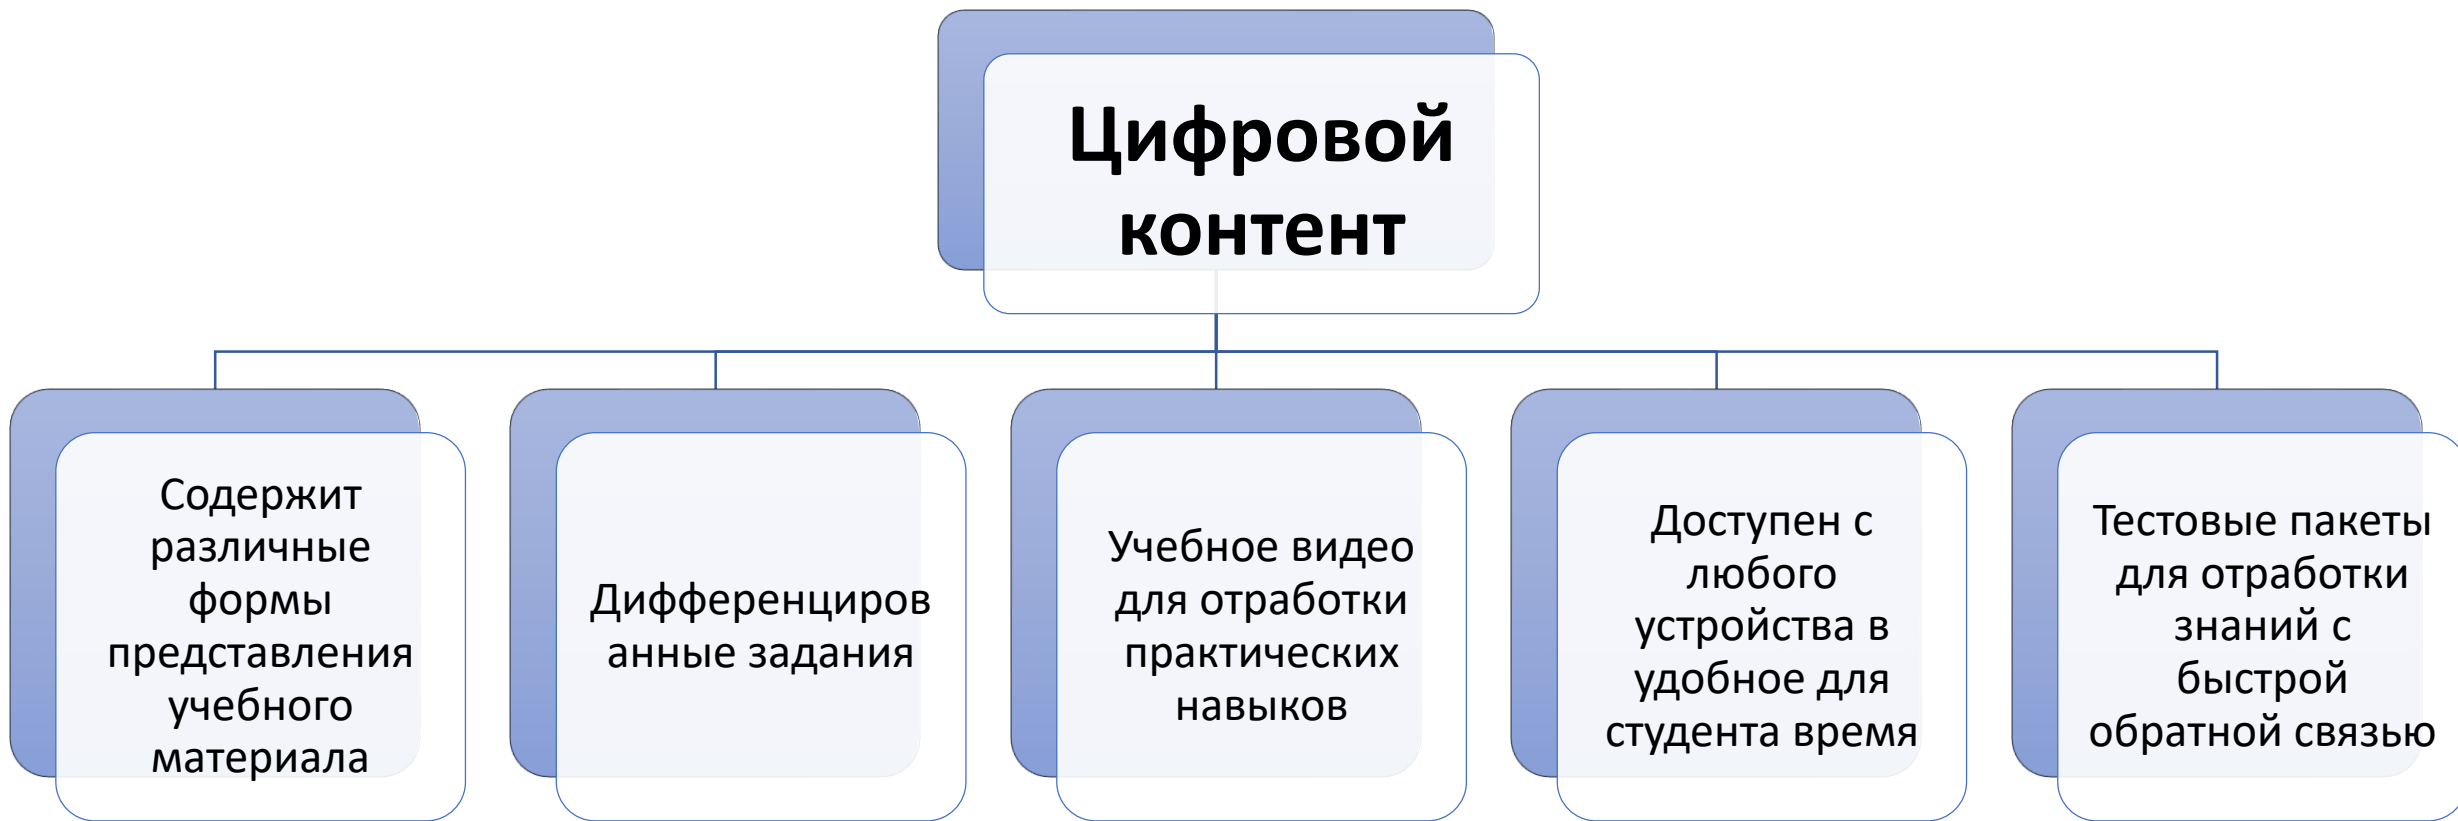 Цифровой
контент
Содержит
различные
формы
представления
учебного
материала
Дифференциров
анные задания
Учебное видео
для отработки
практических
навыков
Доступен с
любого
устройства в
удобное для
студента время
Тестовые пакеты
для отработки
знаний с
быстрой
обратной связью